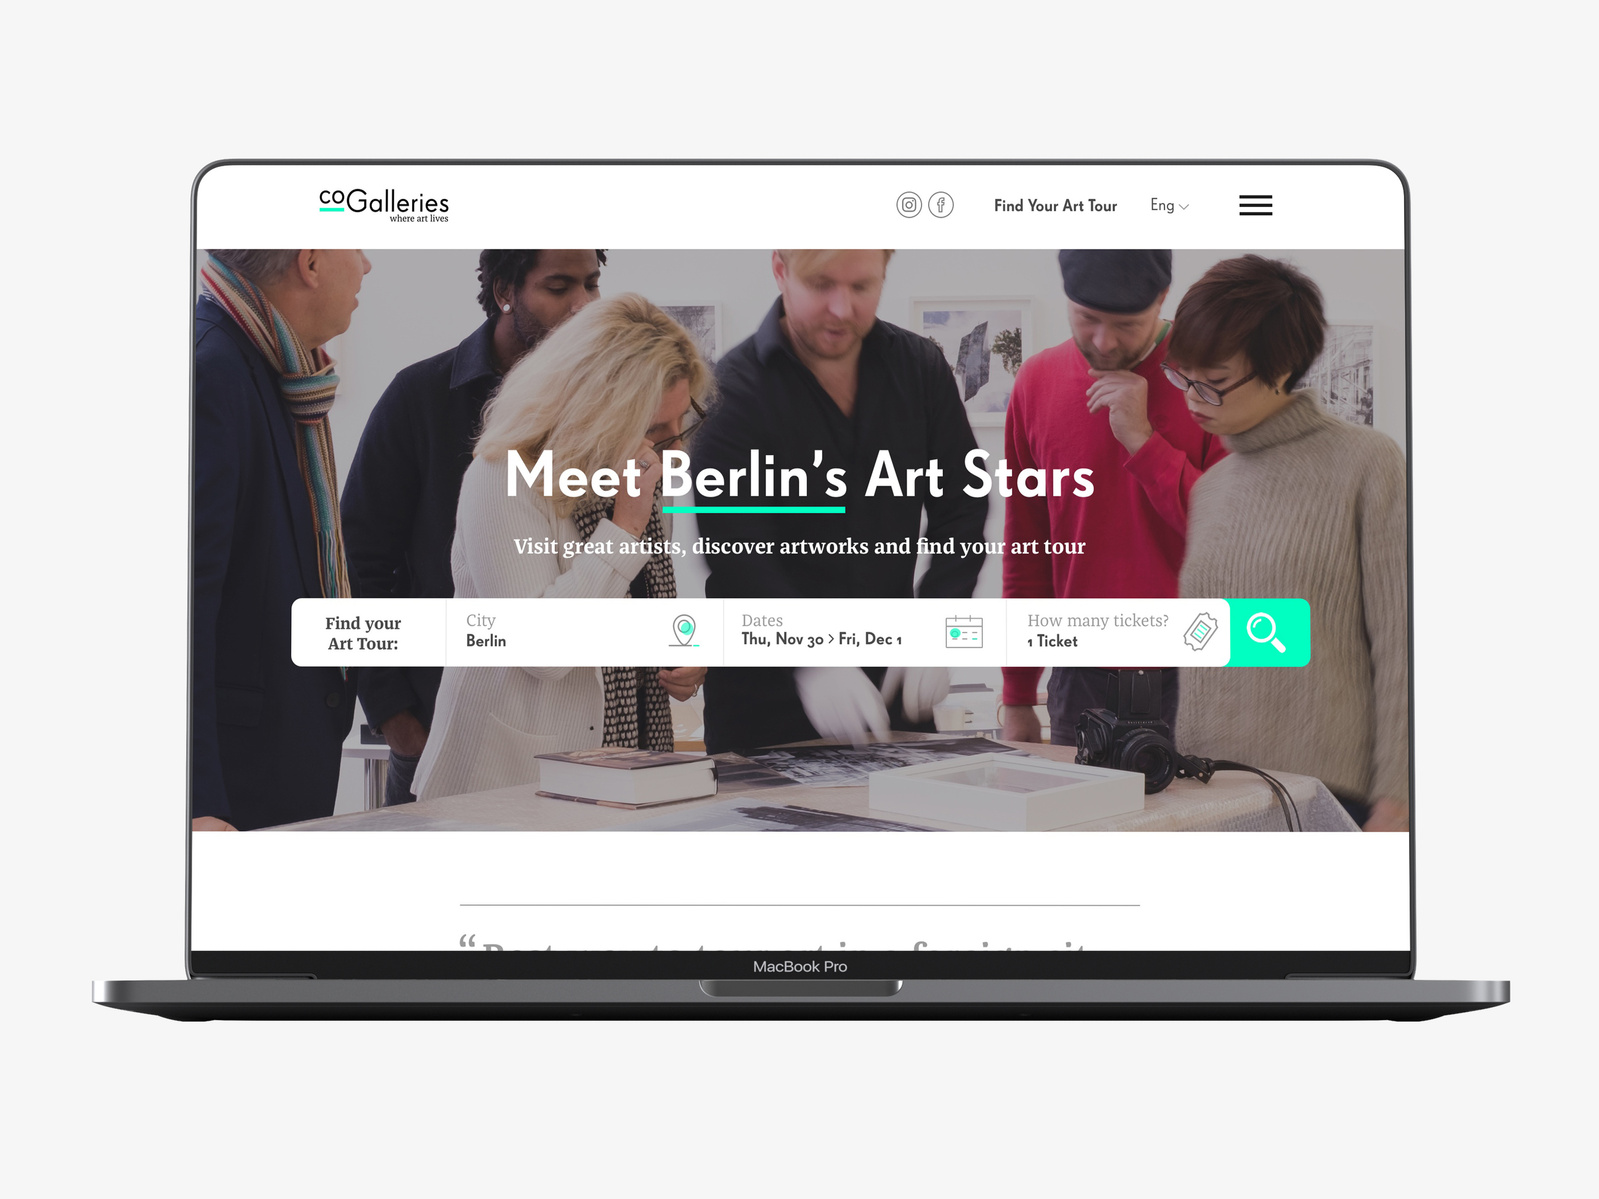 coGalleries
where art lives
Find Your Art Tour
Eng
Meet Berlin's Art Stars
Visit great artists, discover artworks and find your art tour
Find your
Art Tour:
City
Berlin
Dates
Thu, Nov 30 > Fri, Dec 1
How many tickets?
1 Ticket
MacBook Pro